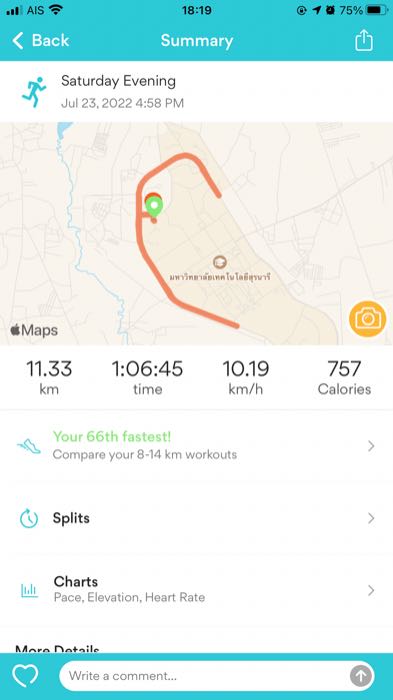 AIS 18:19 75%
Back Summary
Saturday Evening
Jul 23, 2022 4:58 PM
มหาวิทยาลัยเทคโนโลยีสุรนารี
Maps
11.33 1:06:45 10.19 757
km time km/h Calories
Your 66th fastest!
Compare your 8-14 km workouts
Splits
Charts
Pace, Elevation, Heart Rate
More Details
Write a comment...